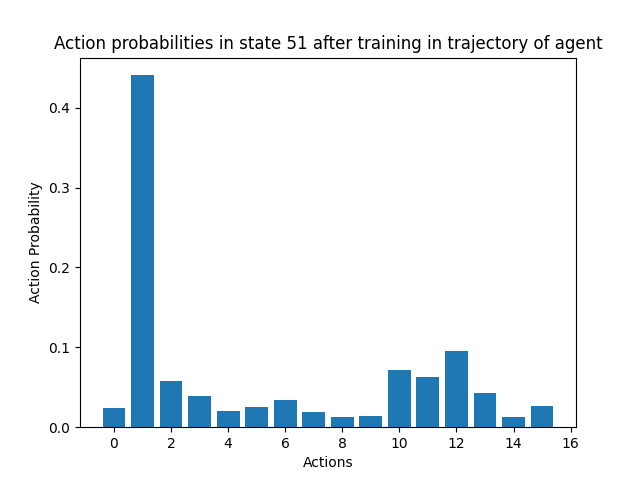 Action probabilities in state 51 after training in trajectory of agent
0.4
0.3
0.2
0.1
0.0
Action Probability
0 2 4 6 8 10 12 14 16
Actions